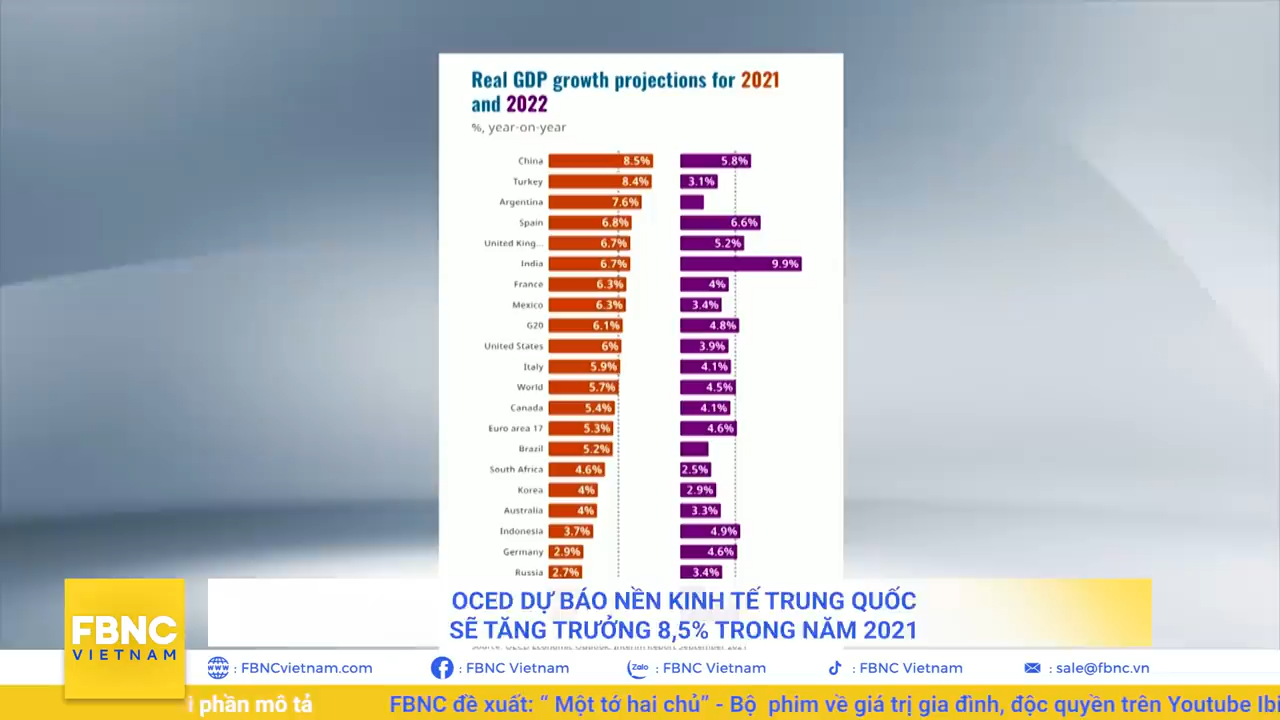 Real GDP growth projections for 2021
and 2022
%, year-on-year
China 8.5% 5.8%
Turkey 8.4% 3.1%
Argentina 7.6%
Spain 6.8% 6.6%
United King... 6.7% 5.2%
India 6.7% 9.9%
France 6.3% 4%
Mexico 6.3% 3.4%
G20 6.1% 4.8%
United States 6% 3.9%
Italy 5.9% 4.1%
World 5.7% 4.5%
Canada 5.4% 4.1%
Euro area 17 5.3% 4.6%
Brazil 5.2%
South Africa 4.6% 2.5%
Korea 4% 2.9%
Australia 4% 3.3%
Indonesia 3.7% 4.9%
Germany 2.9% 4.6%
Russia 2.7% 3.4%
OCED DỰ BÁO NỀN KINH TẾ TRUNG QUỐC
SẼ TĂNG TRƯỞNG 8,5% TRONG NĂM 2021
FBNC
VIETNAM
www : FBNCvietnam.com : FBNC Vietnam Zalo : FBNC Vietnam : FBNC Vietnam : sale@fbnc.vn
phần mô tả FBNC đề xuất: “ Một tớ hai chủ” - Bộ phim về giá trị gia đình, độc quyền trên Youtube Ibi